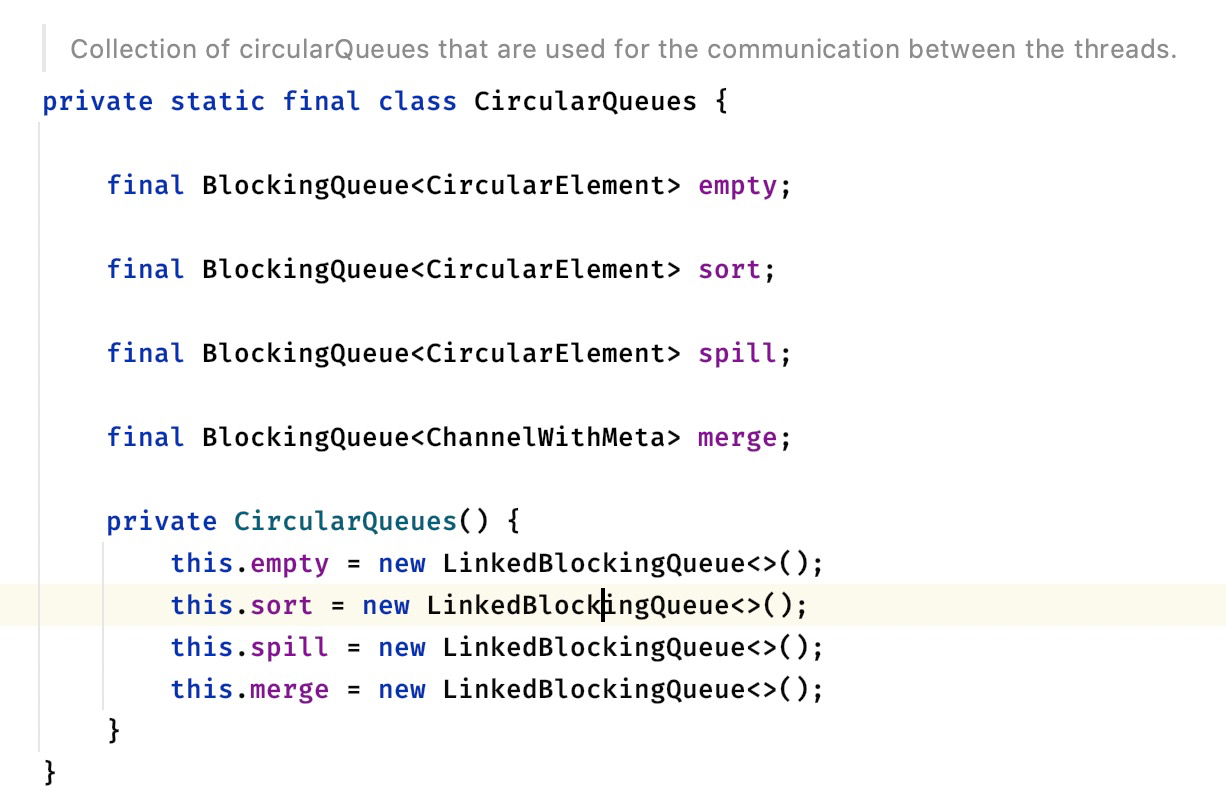 Collection of circularQueues that are used for the communication between the threads.
private static final class CircularQueues {
final BlockingQueue<CircularElement> empty;
final BlockingQueue<CircularElement> sort;
final BlockingQueue<CircularElement> spill;
final BlockingQueue<ChannelWithMeta> merge;
private CircularQueues() {
this.empty = new LinkedBlockingQueue<>();
this.sort = new LinkedBlockingQueue<>();
this.spill = new LinkedBlockingQueue<>();
this.merge = new LinkedBlockingQueue<>();
}
}